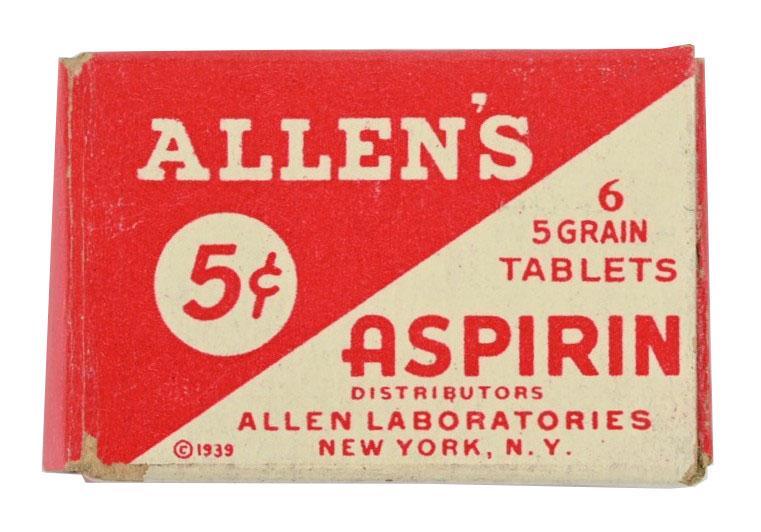 ALLEN'S
5¢
6
5 GRAIN
TABLETS
ASPIRIN
DISTRIBUTORS
ALLEN LABORATORIES
©1939 NEW YORK, N.Y.